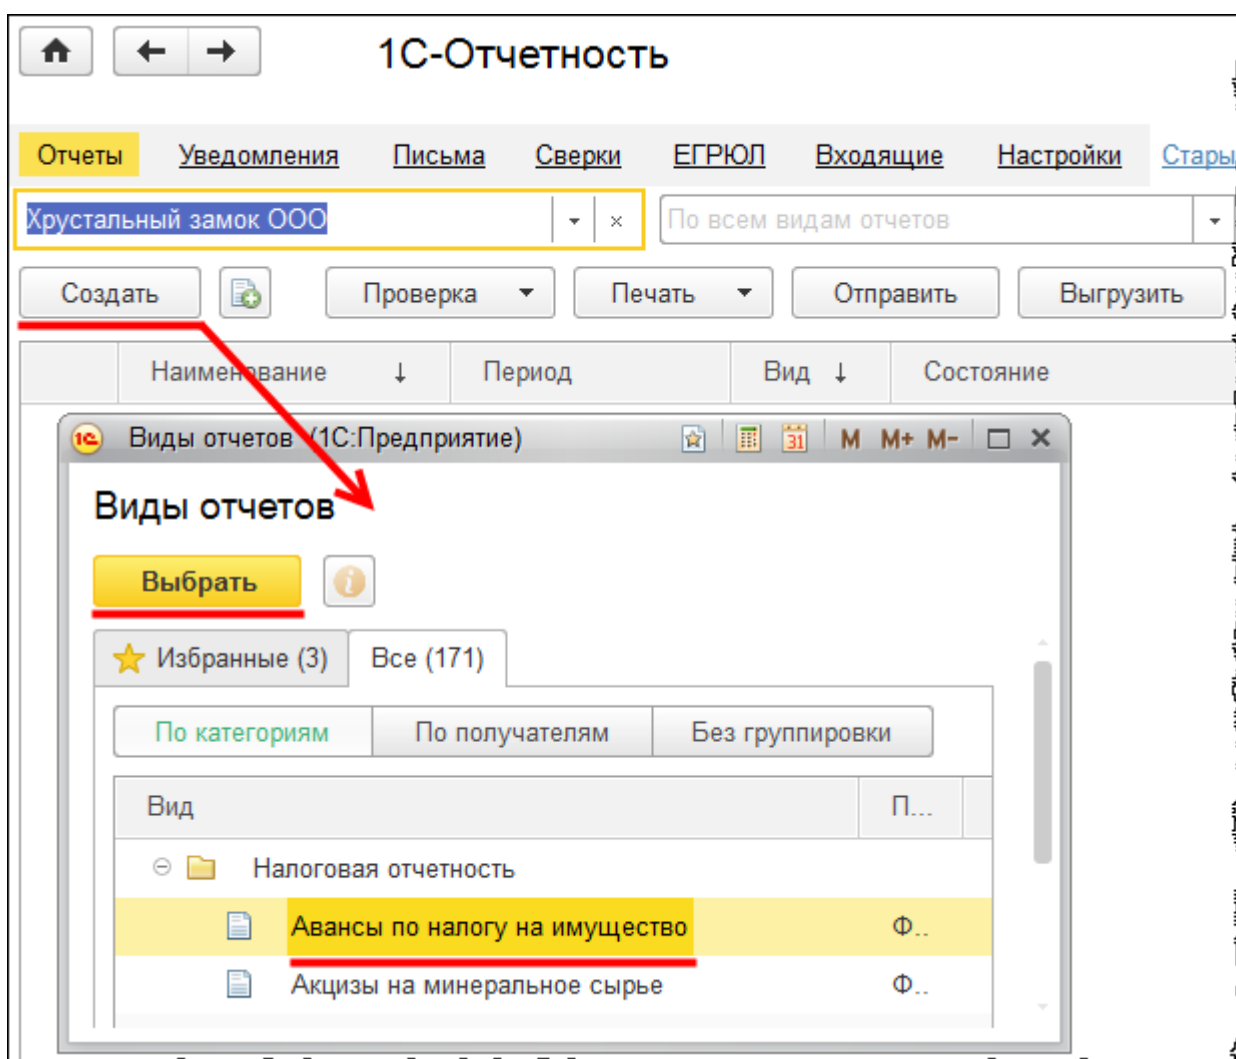 1С-Отчетность
Отчеты Уведомления Письма Сверки ЕГРЮЛ Входящие Настройки
Хрустальный замок ООО По всем видам отчетов
Создать Проверка Печать Отправить Выгрузить
Наименование ↓ Период Вид ↓ Состояние
1С Виды отчетов (1С:Предприятие) 31 M M+ M-
Виды отчетов
Выбрать
Избранные (3) Все (171)
По категориям По получателям Без группировки
Вид П...
Налоговая отчетность
Авансы по налогу на имущество Ф..
Акцизы на минеральное сырье Ф..